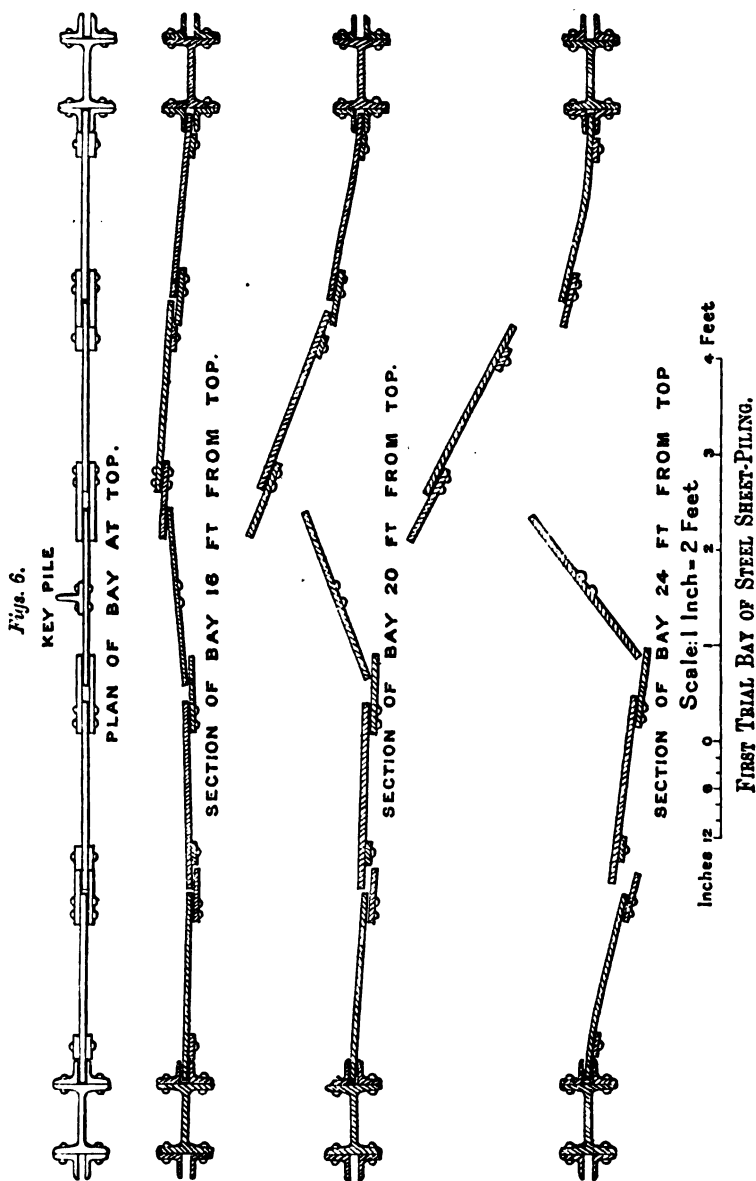 Figs. 6.
KEY PILE
PLAN OF BAY AT TOP.
SECTION OF BAY 16 FT FROM TOP.
SECTION OF BAY 20 FT FROM TOP.
SECTION OF BAY 24 FT FROM TOP
Scale: 1 Inch = 2 Feet
Inches 12 6 0 1 2 3 4 Feet
FIRST TRIAL BAY OF STEEL SHEET-PILING.